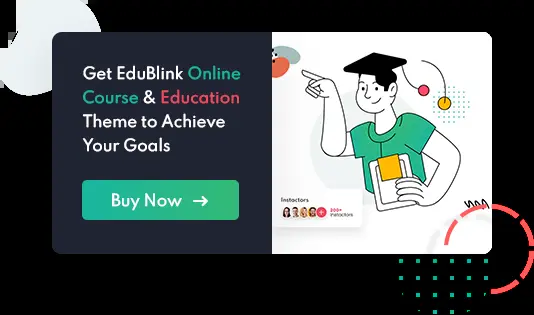 Get EduBlink Online
Course & Education
Theme to Achieve
Your Goals
Buy Now →
Instactors
200+
Instactors